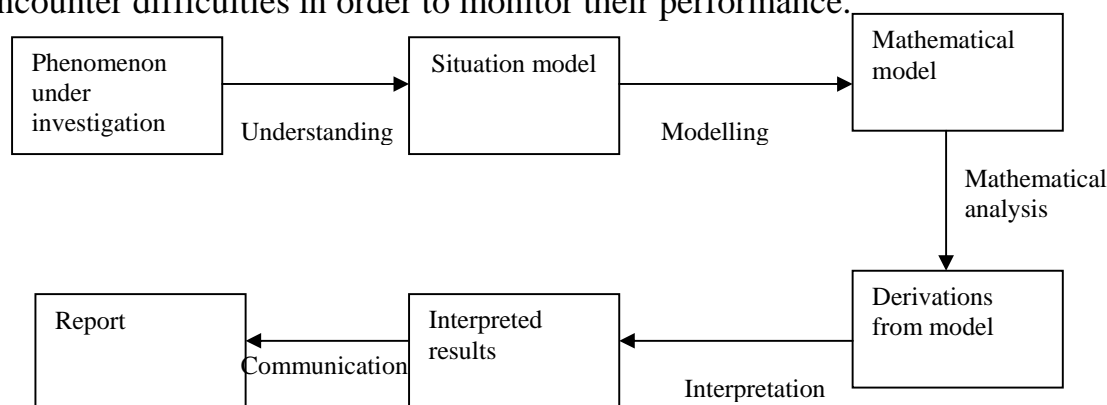 ncounter difficulties in order to monitor their performance.
Phenomenon
under
investigation
Understanding
Situation model
Modelling
Mathematical
model
Mathematical
analysis
Derivations
from model
Interpretation
Interpreted
results
Communication
Report